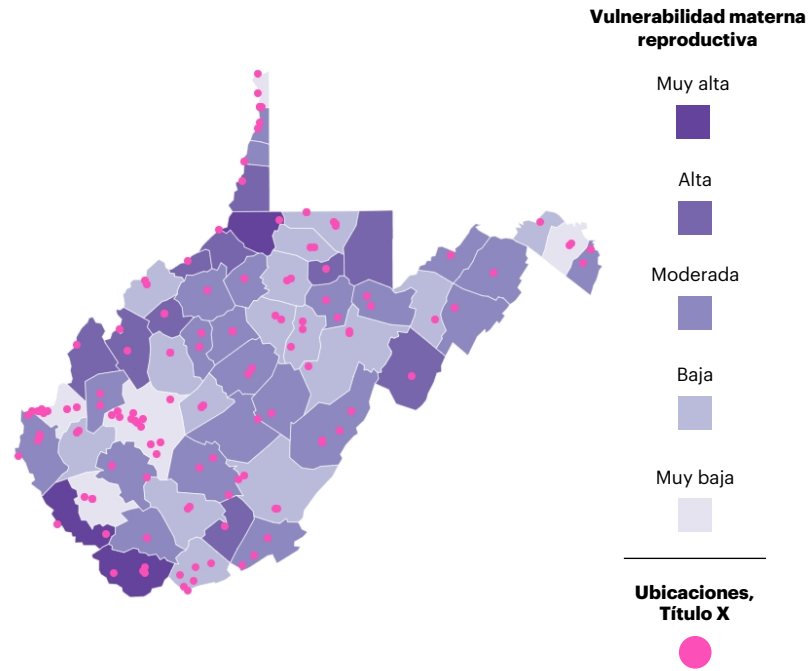 Vulnerabilidad materna
reproductiva
Muy alta
Alta
Moderada
Baja
Muy baja
Ubicaciones,
Título X